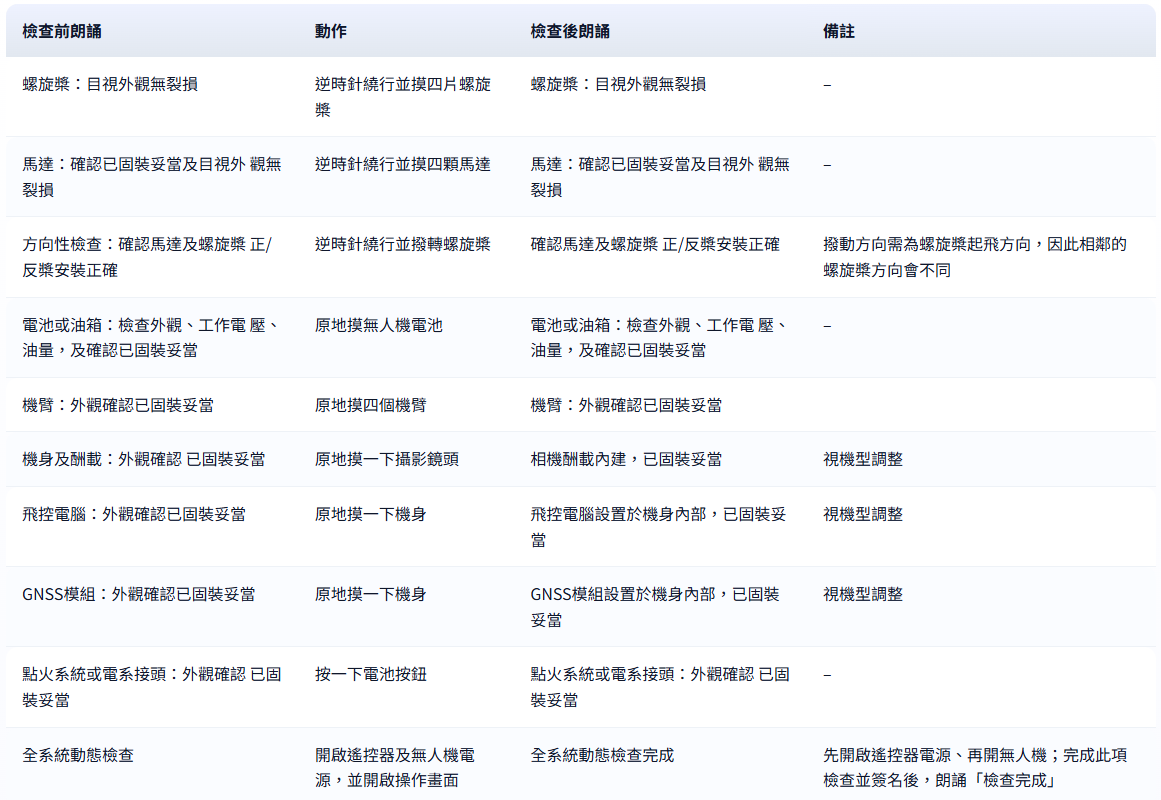 檢查前朗誦 動作 檢查後朗誦 備註
螺旋槳：目視外觀無裂損 逆時針繞行並摸四片螺旋 螺旋槳：目視外觀無裂損 –
槳
馬達：確認已固裝妥當及目視外 觀無 逆時針繞行並摸四顆馬達 馬達：確認已固裝妥當及目視外 觀無 –
裂損 裂損
方向性檢查：確認馬達及螺旋槳 正/ 逆時針繞行並撥轉螺旋槳 確認馬達及螺旋槳 正/反槳安裝正確 撥動方向需為螺旋槳起飛方向，因此相鄰的
反槳安裝正確 螺旋槳方向會不同
電池或油箱：檢查外觀、工作電 壓、 原地摸無人機電池 電池或油箱：檢查外觀、工作電 壓、 –
油量，及確認已固裝妥當 油量，及確認已固裝妥當
機臂：外觀確認已固裝妥當 原地摸四個機臂 機臂：外觀確認已固裝妥當
機身及酬載：外觀確認 已固裝妥當 原地摸一下攝影鏡頭 相機酬載內建，已固裝妥當 視機型調整
飛控電腦：外觀確認已固裝妥當 原地摸一下機身 飛控電腦設置於機身內部，已固裝妥 視機型調整
當
GNSS模組：外觀確認已固裝妥當 原地摸一下機身 GNSS模組設置於機身內部，已固裝 視機型調整
妥當
點火系統或電系接頭：外觀確認 已固 按一下電池按鈕 點火系統或電系接頭：外觀確認 已固 –
裝妥當 裝妥當
全系統動態檢查 開啟遙控器及無人機電 全系統動態檢查完成 先開啟遙控器電源、再開無人機；完成此項
源，並開啟操作畫面 檢查並簽名後，朗誦「檢查完成」